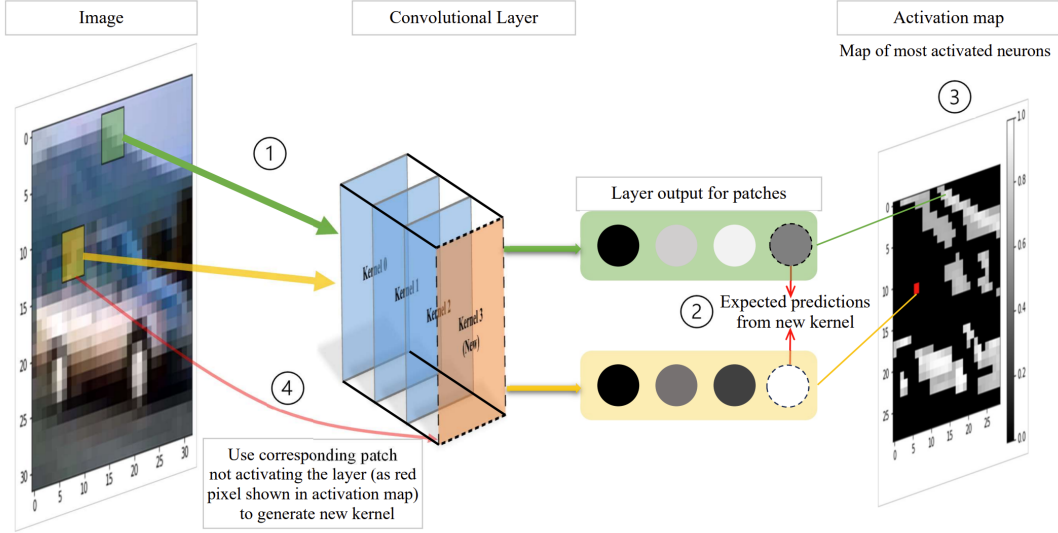 Image
Convolutional Layer
Activation map
Map of most activated neurons
1
3
1.0
0.8
0.6
0.4
0.2
0.0
0
5
10
15
20
25
30
0
5
10
15
20
25
30
Kernel 0
Kernel 1
Kernel 2
Kernel 3
(New)
Layer output for patches
2
Expected predictions
from new kernel
0
5
10
15
20
25
0
5
10
15
20
25
4
Use corresponding patch
not activating the layer (as red
pixel shown in activation map)
to generate new kernel